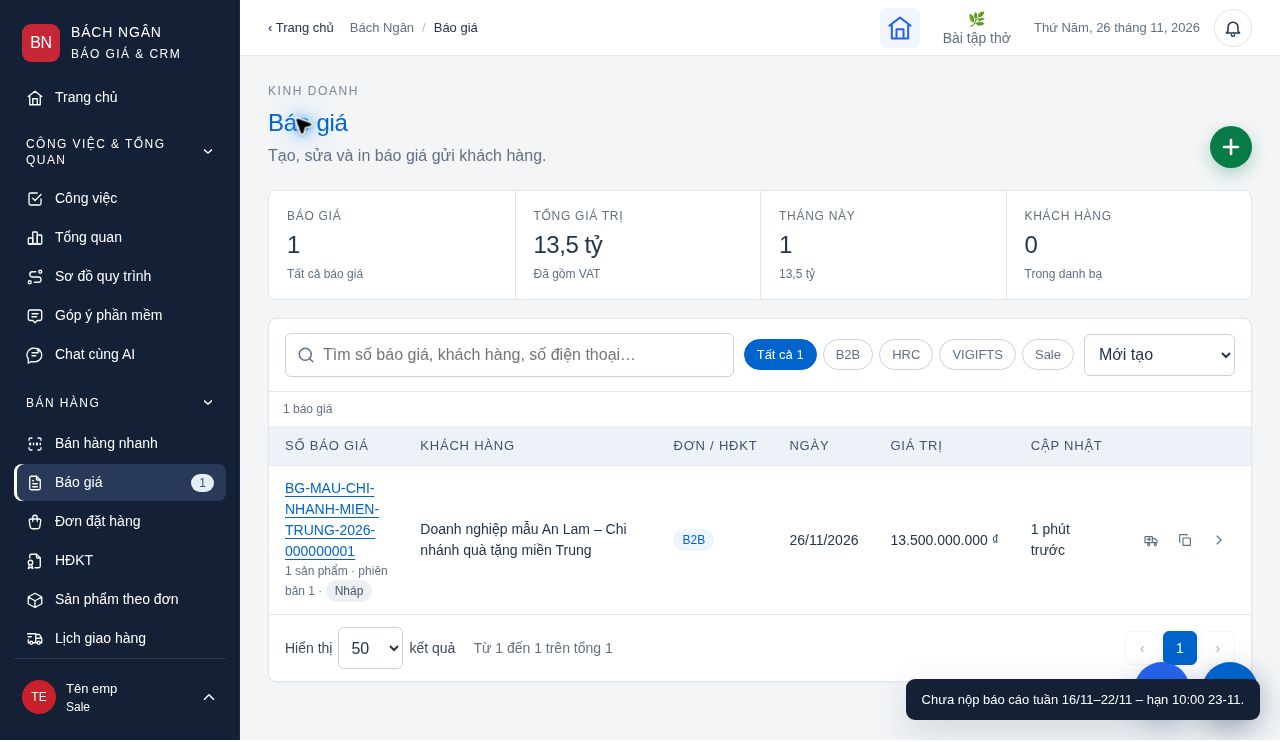 BN
BÁCH NGÂN
BÁO GIÁ & CRM
Trang chủ
CÔNG VIỆC & TỔNG QUAN
Công việc
Tổng quan
Sơ đồ quy trình
Góp ý phần mềm
Chat cùng AI
BÁN HÀNG
Bán hàng nhanh
Báo giá 1
Đơn đặt hàng
HĐKT
Sản phẩm theo đơn
Lịch giao hàng
TE
Tên emp
Sale
‹ Trang chủ Bách Ngân / Báo giá
Bài tập thở
Thứ Năm, 26 tháng 11, 2026
KINH DOANH
Báo giá
Tạo, sửa và in báo giá gửi khách hàng.
BÁO GIÁ
1
Tất cả báo giá
TỔNG GIÁ TRỊ
13,5 tỷ
Đã gồm VAT
THÁNG NÀY
1
13,5 tỷ
KHÁCH HÀNG
0
Trong danh bạ
Tìm số báo giá, khách hàng, số điện thoại…
Tất cả 1 B2B HRC VIGIFTS Sale Mới tạo
1 báo giá
SỐ BÁO GIÁ KHÁCH HÀNG ĐƠN / HĐKT NGÀY GIÁ TRỊ CẬP NHẬT
BG-MAU-CHI-
NHANH-MIEN-
TRUNG-2026-
000000001
1 sản phẩm · phiên
bản 1 · Nháp
Doanh nghiệp mẫu An Lam – Chi
nhánh quà tặng miền Trung
B2B
26/11/2026
13.500.000.000 ₫
1 phút
trước
Hiển thị 50 kết quả Từ 1 đến 1 trên tổng 1
‹ 1 ›
Chưa nộp báo cáo tuần 16/11–22/11 – hạn 10:00 23-11.